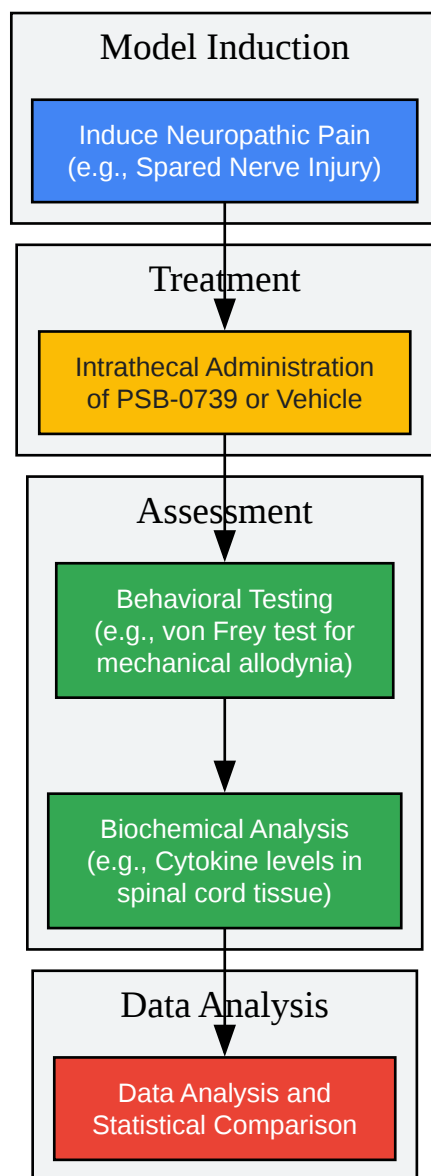 Model Induction
Induce Neuropathic Pain
(e.g., Spared Nerve Injury)
Treatment
Intrathecal Administration
of PSB-0739 or Vehicle
Assessment
Behavioral Testing
(e.g., von Frey test for
mechanical allodynia)
Biochemical Analysis
(e.g., Cytokine levels in
spinal cord tissue)
Data Analysis
Data Analysis and
Statistical Comparison